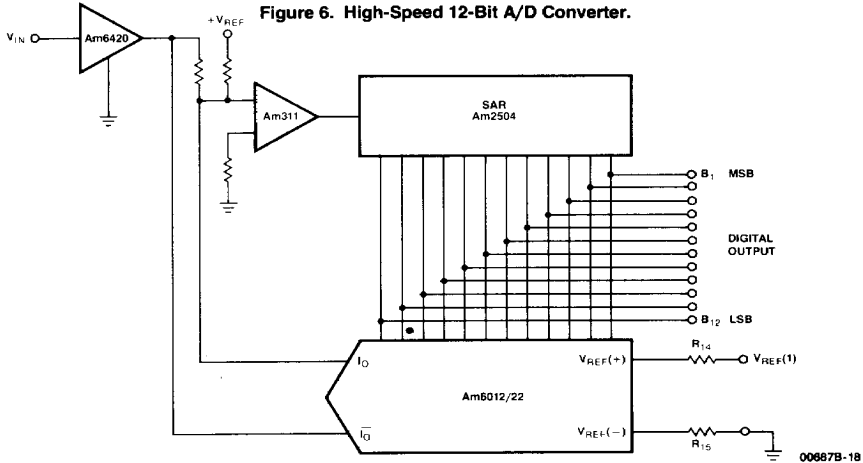 Figure 6. High-Speed 12-Bit A/D Converter.
+VREF
VIN
Am6420
Am311
SAR
Am2504
B1 MSB
DIGITAL
OUTPUT
B12 LSB
IO
VREF(+)
R14
VREF(1)
Am6012/22
IO
VREF(−)
R15
00687B-18